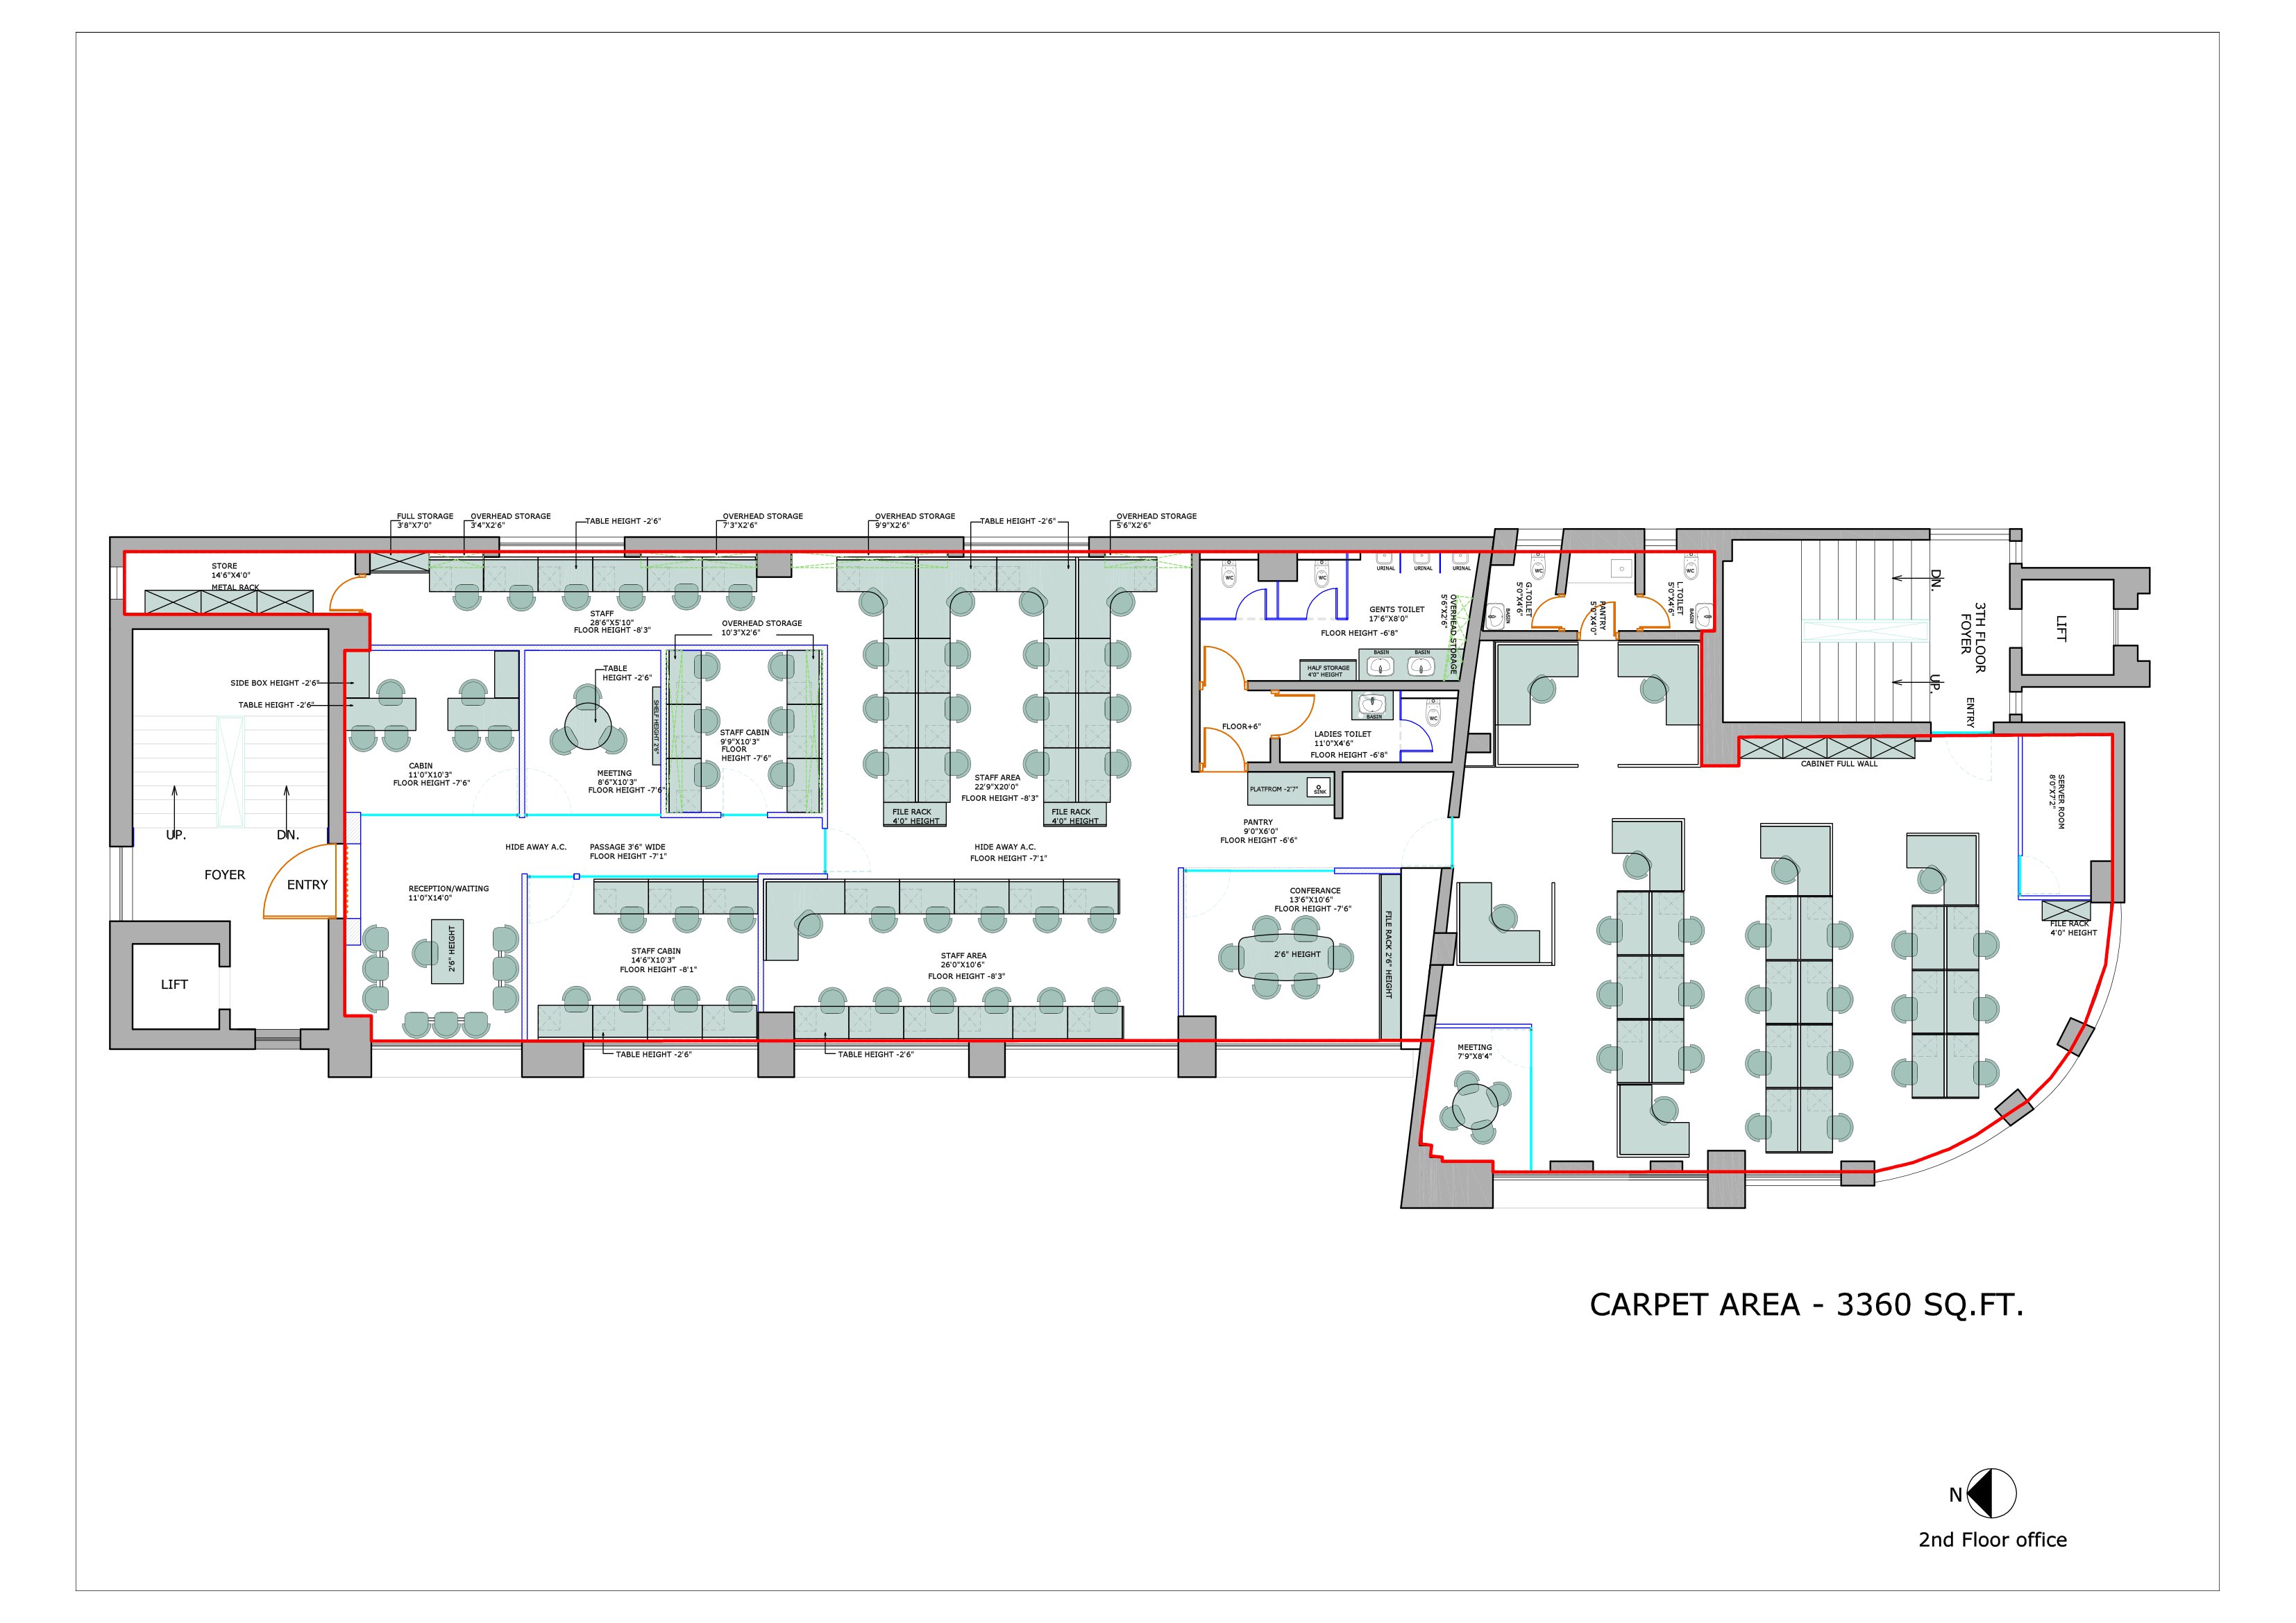 FULL STORAGE
3'8"X7'0"
OVERHEAD STORAGE
3'4"X2'6"
TABLE HEIGHT -2'6"
OVERHEAD STORAGE
7'3"X2'6"
OVERHEAD STORAGE
9'9"X2'6"
TABLE HEIGHT -2'6"
OVERHEAD STORAGE
5'6"X2'6"
STORE
14'6"X4'0"
METAL RACK
STAFF
28'6"X5'10"
FLOOR HEIGHT -8'3"
OVERHEAD STORAGE
10'3"X2'6"
WC
WC
URINAL
URINAL
URINAL
GENTS TOILET
17'6"X8'0"
FLOOR HEIGHT -6'8"
OVERHEAD STORAGE
5'6"X2'6"
BASIN
BASIN
HALF STORAGE
4'0" HEIGHT
WC
G.TOILET
5'0"X4'6"
BASIN
PANTRY
5'0"X4'0"
WC
L.TOILET
5'0"X4'6"
BASIN
DN.
3TH FLOOR
FOYER
UP.
ENTRY
LIFT
SIDE BOX HEIGHT -2'6"
TABLE HEIGHT -2'6"
TABLE
HEIGHT -2'6"
SHELF HEIGHT 2'6"
CABIN
11'0"X10'3"
FLOOR HEIGHT -7'6"
MEETING
8'6"X10'3"
FLOOR HEIGHT -7'6"
STAFF CABIN
9'9"X10'3"
FLOOR
HEIGHT -7'6"
STAFF AREA
22'9"X20'0"
FLOOR HEIGHT -8'3"
FILE RACK
4'0" HEIGHT
FILE RACK
4'0" HEIGHT
FLOOR+6"
BASIN
WC
LADIES TOILET
11'0"X4'6"
FLOOR HEIGHT -6'8"
PLATFROM -2'7"
SINK
PANTRY
9'0"X6'0"
FLOOR HEIGHT -6'6"
CABINET FULL WALL
SERVER ROOM
8'0"X7'2"
UP.
DN.
FOYER
ENTRY
HIDE AWAY A.C.
PASSAGE 3'6" WIDE
FLOOR HEIGHT -7'1"
HIDE AWAY A.C.
FLOOR HEIGHT -7'1"
RECEPTION/WAITING
11'0"X14'0"
2'6" HEIGHT
STAFF CABIN
14'6"X10'3"
FLOOR HEIGHT -8'1"
STAFF AREA
26'0"X10'6"
FLOOR HEIGHT -8'3"
CONFERANCE
13'6"X10'6"
FLOOR HEIGHT -7'6"
2'6" HEIGHT
FILE RACK 2'6" HEIGHT
FILE RACK
4'0" HEIGHT
LIFT
TABLE HEIGHT -2'6"
TABLE HEIGHT -2'6"
MEETING
7'9"X8'4"
CARPET AREA - 3360 SQ.FT.
N
2nd Floor office